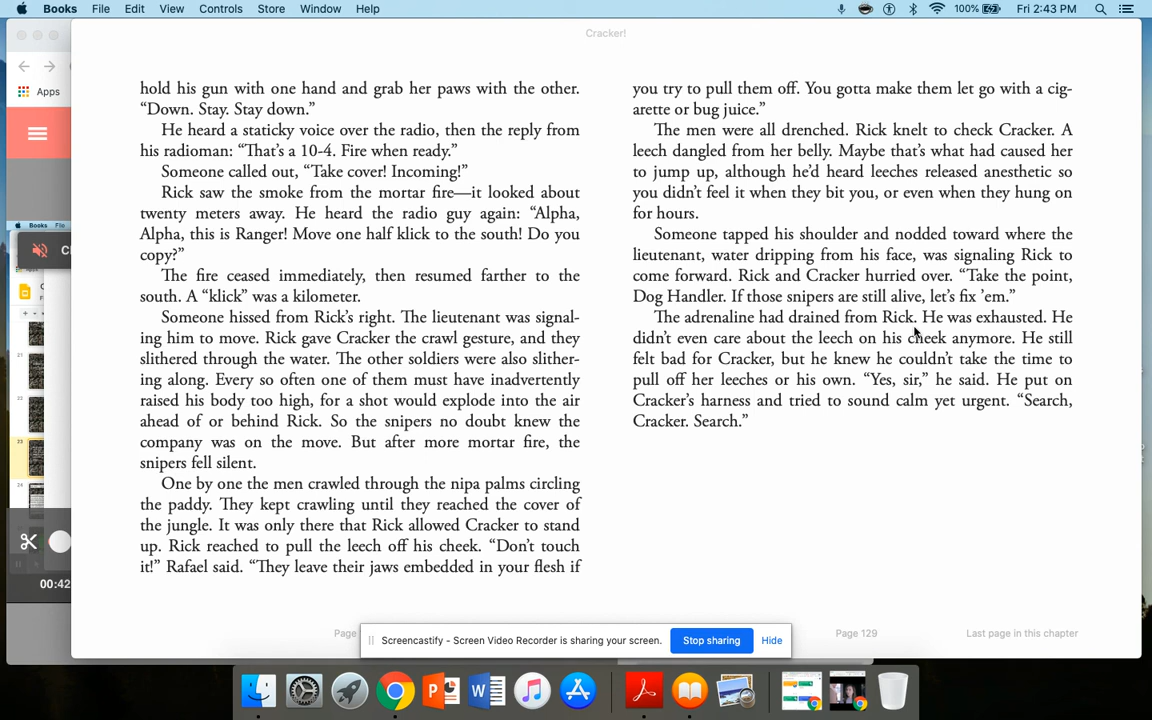 Books File Edit View Controls Store Window Help 100% Fri 2:43 PM
Cracker!
Apps
Books File
21
22
23
24
00:42
hold his gun with one hand and grab her paws with the other.
“Down. Stay. Stay down.”
He heard a staticky voice over the radio, then the reply from
his radioman: “That’s a 10-4. Fire when ready.”
Someone called out, “Take cover! Incoming!”
Rick saw the smoke from the mortar fire—it looked about
twenty meters away. He heard the radio guy again: “Alpha,
Alpha, this is Ranger! Move one half klick to the south! Do you
copy?”
The fire ceased immediately, then resumed farther to the
south. A “klick” was a kilometer.
Someone hissed from Rick’s right. The lieutenant was signal-
ing him to move. Rick gave Cracker the crawl gesture, and they
slithered through the water. The other soldiers were also slither-
ing along. Every so often one of them must have inadvertently
raised his body too high, for a shot would explode into the air
ahead of or behind Rick. So the snipers no doubt knew the
company was on the move. But after more mortar fire, the
snipers fell silent.
One by one the men crawled through the nipa palms circling
the paddy. They kept crawling until they reached the cover of
the jungle. It was only there that Rick allowed Cracker to stand
up. Rick reached to pull the leech off his cheek. “Don’t touch
it!” Rafael said. “They leave their jaws embedded in your flesh if
you try to pull them off. You gotta make them let go with a cig-
arette or bug juice.”
The men were all drenched. Rick knelt to check Cracker. A
leech dangled from her belly. Maybe that’s what had caused her
to jump up, although he’d heard leeches released anesthetic so
you didn’t feel it when they bit you, or even when they hung on
for hours.
Someone tapped his shoulder and nodded toward where the
lieutenant, water dripping from his face, was signaling Rick to
come forward. Rick and Cracker hurried over. “Take the point,
Dog Handler. If those snipers are still alive, let’s fix ’em.”
The adrenaline had drained from Rick. He was exhausted. He
didn’t even care about the leech on his cheek anymore. He still
felt bad for Cracker, but he knew he couldn’t take the time to
pull off her leeches or his own. “Yes, sir,” he said. He put on
Cracker’s harness and tried to sound calm yet urgent. “Search,
Cracker. Search.”
Page
Page 129
Last page in this chapter
Screencastify - Screen Video Recorder is sharing your screen. Stop sharing Hide